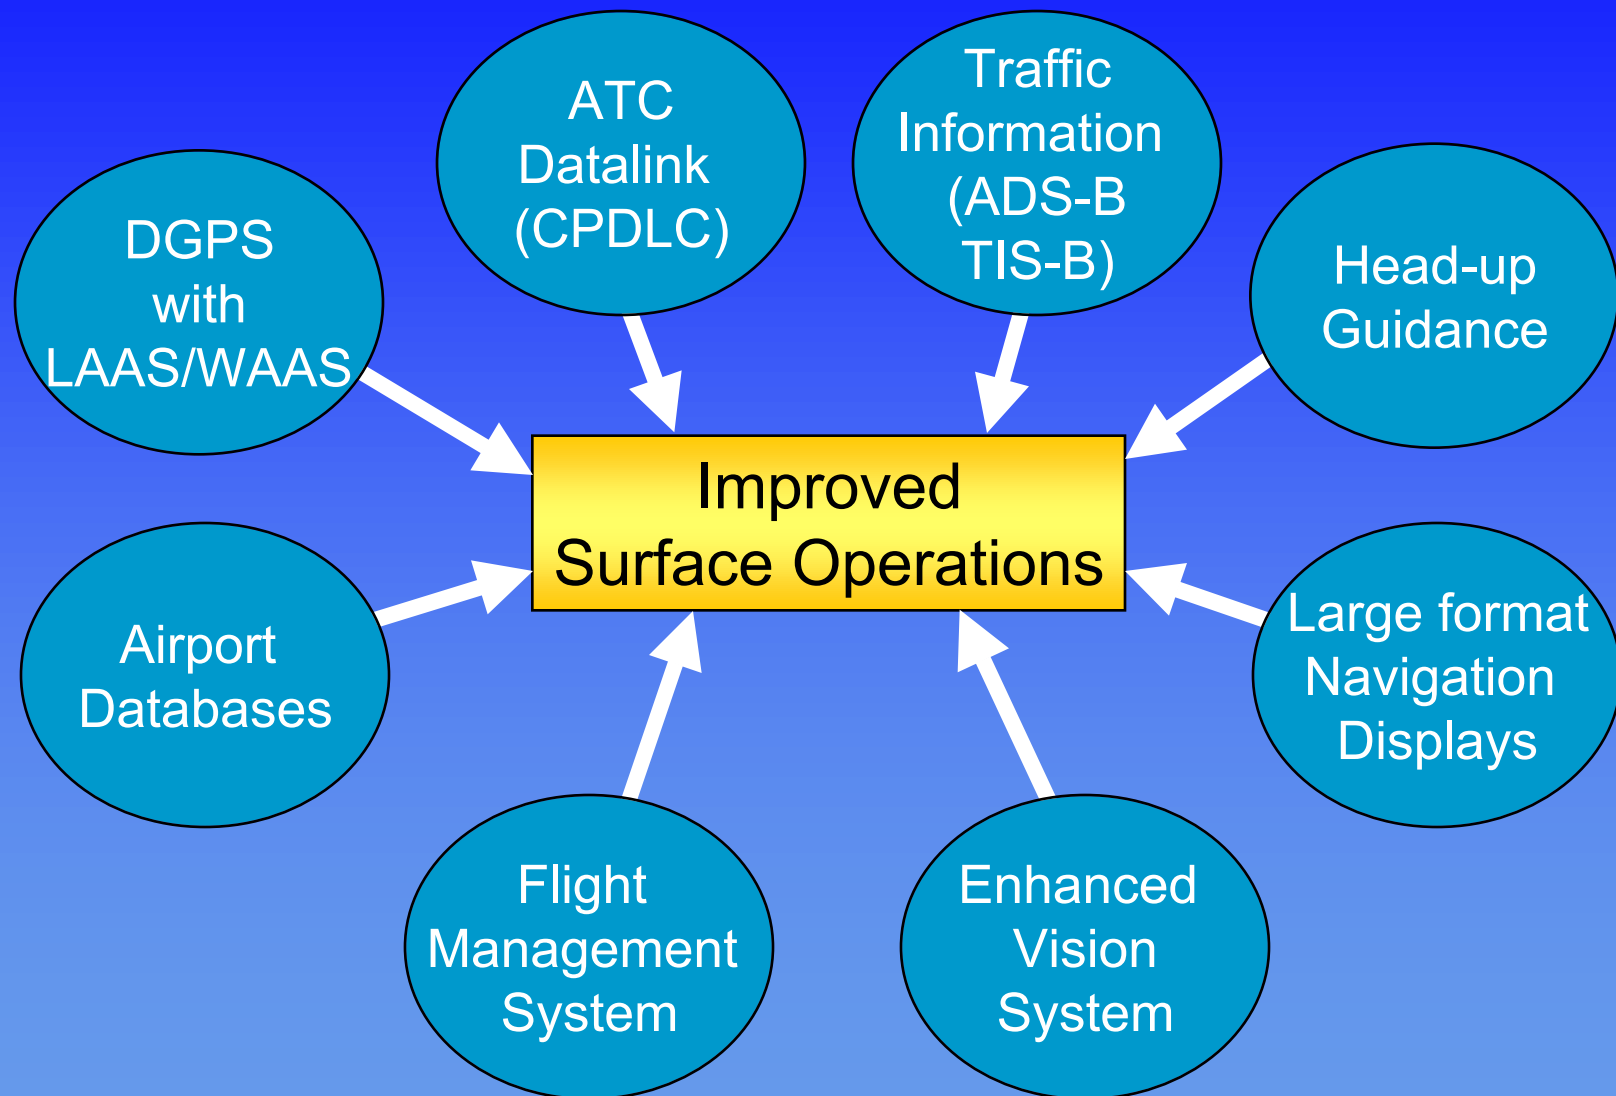 ATC
Datalink
(CPDLC)
Traffic
Information
(ADS-B
TIS-B)
DGPS
with
LAAS/WAAS
Head-up
Guidance
Improved
Surface Operations
Airport
Databases
Large format
Navigation
Displays
Flight
Management
System
Enhanced
Vision
System